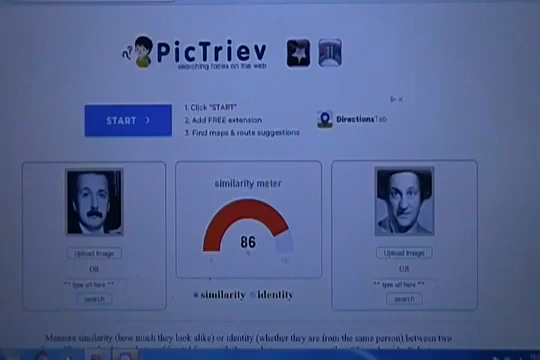 PicTriev
searching faces on the web
START >
1. Click "START"
2. Add FREE extension
3. Find maps & route suggestions
DirectionsTab
similarity meter
86
%
Upload Image
OR
** type url here **
search
Upload Image
OR
** type url here **
search
similarity identity
Measure similarity (how much they look alike) or identity (whether they are from the same person) between two